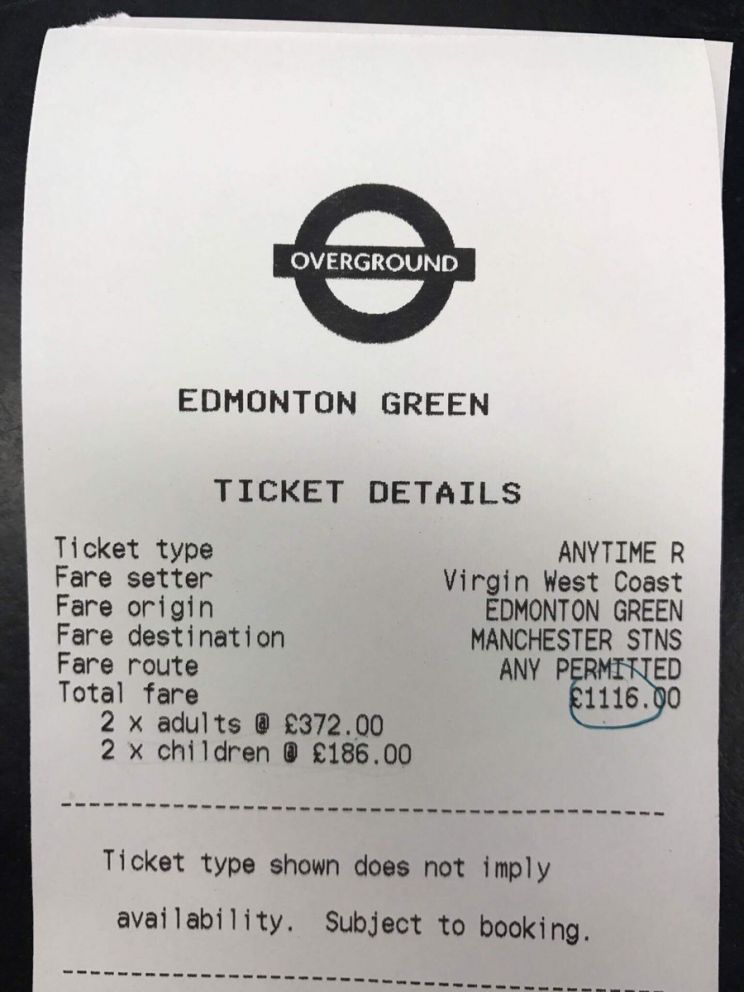 OVERGROUND
EDMONTON GREEN
TICKET DETAILS
Ticket type ANYTIME R
Fare setter Virgin West Coast
Fare origin EDMONTON GREEN
Fare destination MANCHESTER STNS
Fare route ANY PERMITTED
Total fare £1116.00
2 x adults @ £372.00
2 x children @ £186.00
--------------------------------------------
Ticket type shown does not imply
availability. Subject to booking.
--------------------------------------------